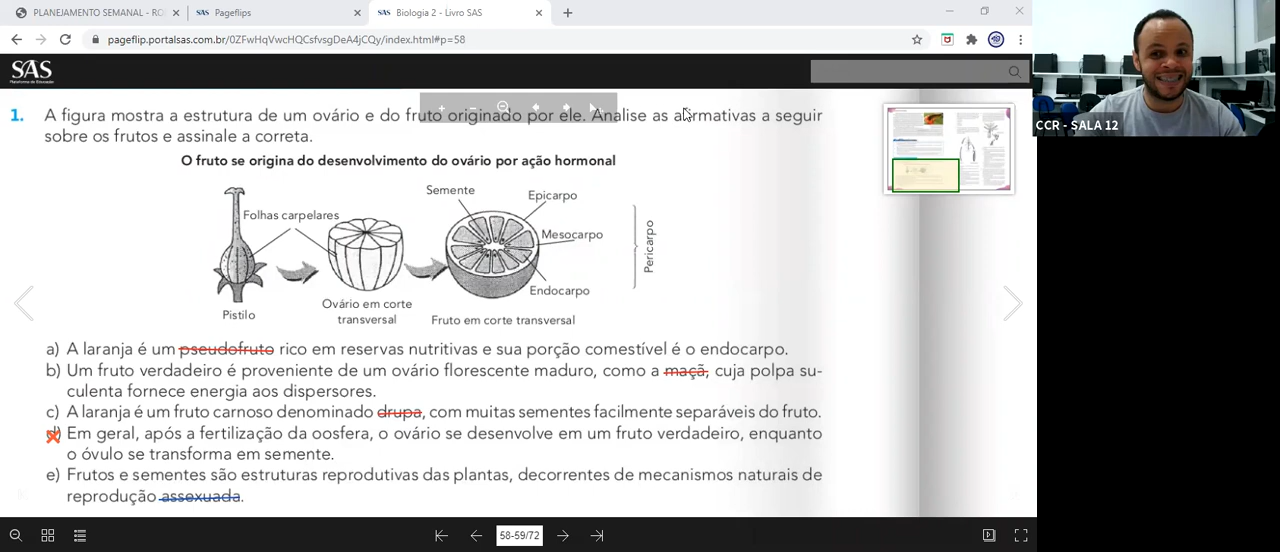 PLANEJAMENTO SEMANAL - RO
SAS Pageflips
SAS Biologia 2 - Livro SAS
pageflip.portalsas.com.br/0ZFwHqVwcHQCsfvsgDeA4jCQy/index.html#p=58
SAS
Plataforma de Educação
CCR - SALA 12
1. A figura mostra a estrutura de um ovário e do fruto originado por ele. Analise as afirmativas a seguir
sobre os frutos e assinale a correta.
O fruto se origina do desenvolvimento do ovário por ação hormonal
Semente
Epicarpo
Folhas carpelares
Mesocarpo
Pericarpo
Endocarpo
Ovário em corte
transversal
Pistilo
Fruto em corte transversal
a) A laranja é um pseudofruto rico em reservas nutritivas e sua porção comestível é o endocarpo.
b) Um fruto verdadeiro é proveniente de um ovário florescente maduro, como a maçã, cuja polpa su-
culenta fornece energia aos dispersores.
c) A laranja é um fruto carnoso denominado drupa, com muitas sementes facilmente separáveis do fruto.
d) Em geral, após a fertilização da oosfera, o ovário se desenvolve em um fruto verdadeiro, enquanto
o óvulo se transforma em semente.
e) Frutos e sementes são estruturas reprodutivas das plantas, decorrentes de mecanismos naturais de
reprodução assexuada.
58-59/72